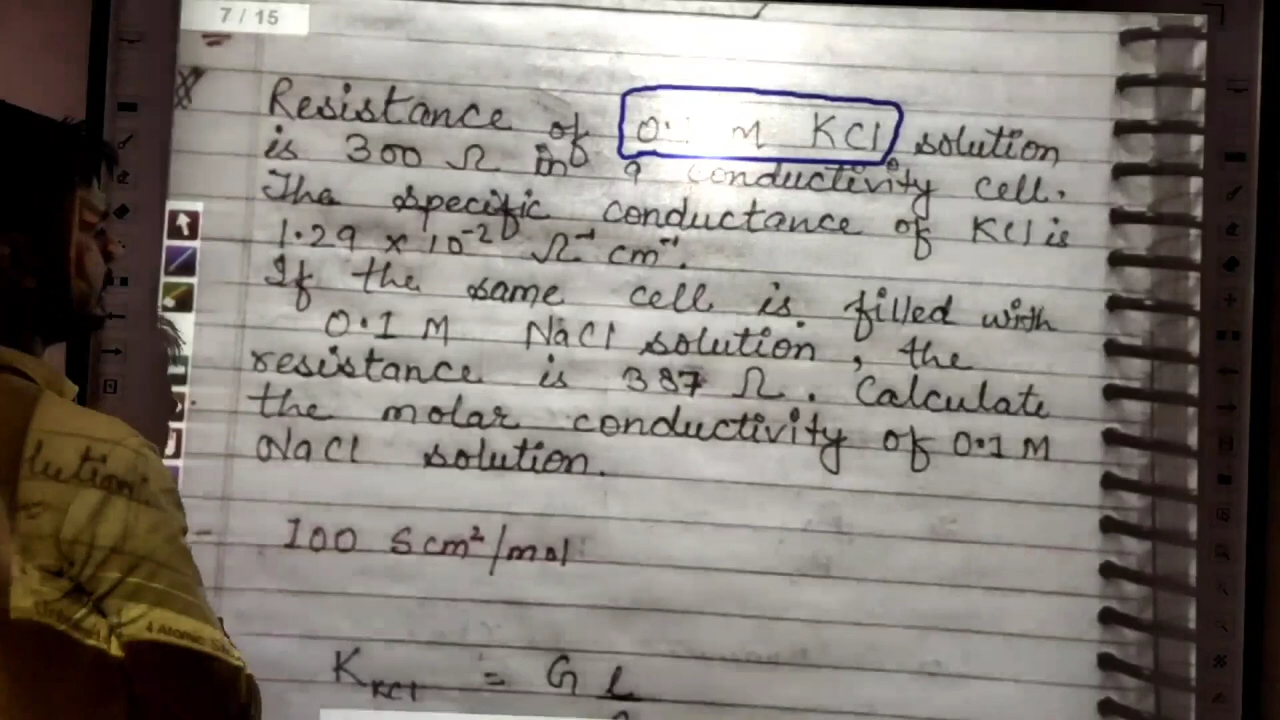 7 / 15
Resistance of 0. M KCl solution
is 300 Ω in a conductivity cell.
The specific conductance of KCl is
1.29 × 10⁻² Ω⁻¹ cm⁻¹.
If the same cell is filled with
0.1 M NaCl solution, the
resistance is 387 Ω. Calculate
the molar conductivity of 0.1 M
NaCl solution.
lution
100 S cm²/mol
K_KCl = G l